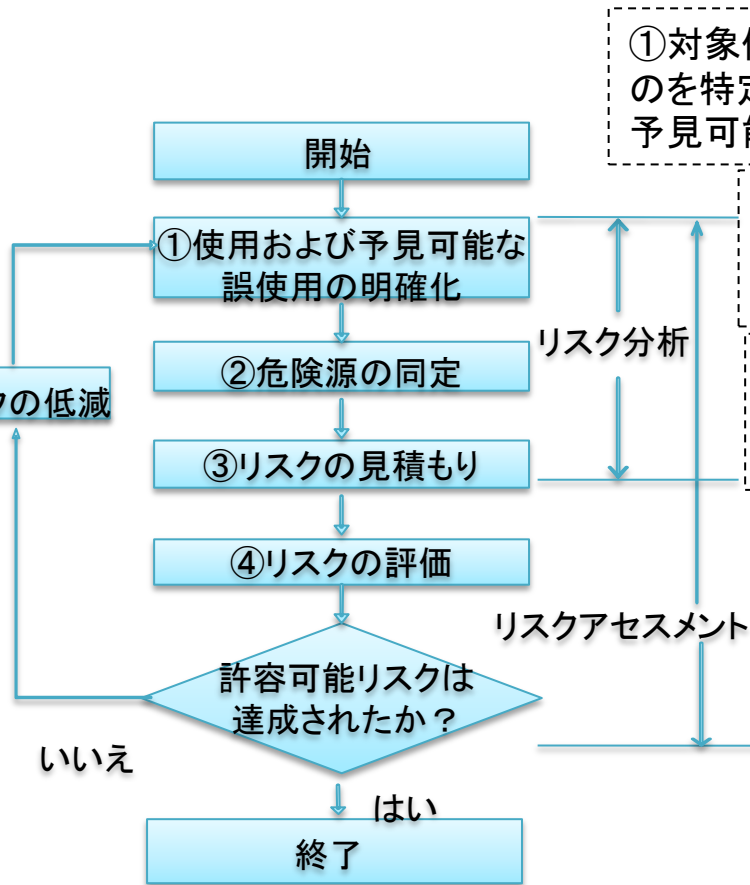 ①対象
のを特定
予見可能
開始
①使用および予見可能な
誤使用の明確化
リスク分析
②危険源の同定
クの低減
③リスクの見積もり
④リスクの評価
リスクアセスメント
許容可能リスクは
達成されたか？
いいえ
はい
終了